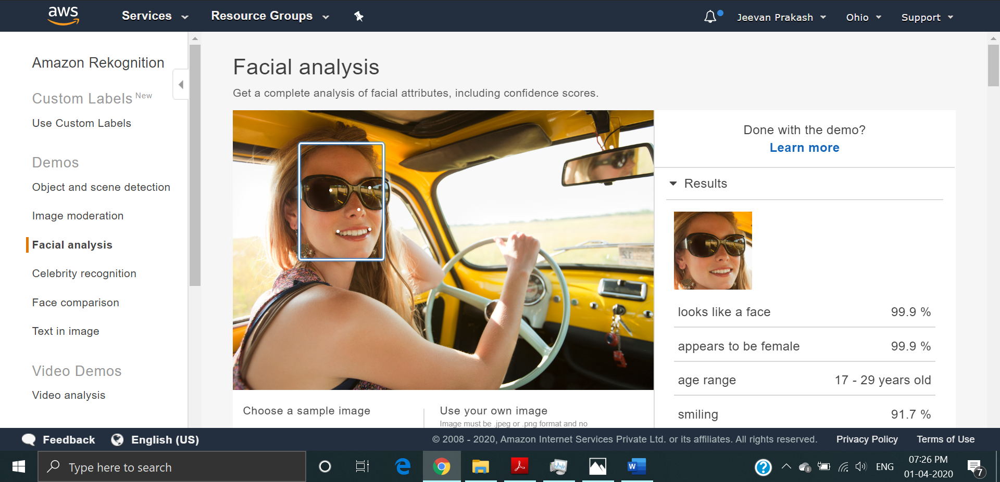 aws
Services
Resource Groups
Jeevan Prakash
Ohio
Support
Amazon Rekognition
Custom Labels New
Use Custom Labels
Demos
Object and scene detection
Image moderation
Facial analysis
Celebrity recognition
Face comparison
Text in image
Video Demos
Video analysis
Facial analysis
Get a complete analysis of facial attributes, including confidence scores.
Done with the demo?
Learn more
Results
looks like a face 99.9 %
appears to be female 99.9 %
age range 17 - 29 years old
smiling 91.7 %
Choose a sample image
Use your own image
Image must be .jpeg or .png format and no
Feedback
English (US)
© 2008 - 2020, Amazon Internet Services Private Ltd. or its affiliates. All rights reserved.
Privacy Policy
Terms of Use
Type here to search
W
ENG
07:26 PM
01-04-2020
7